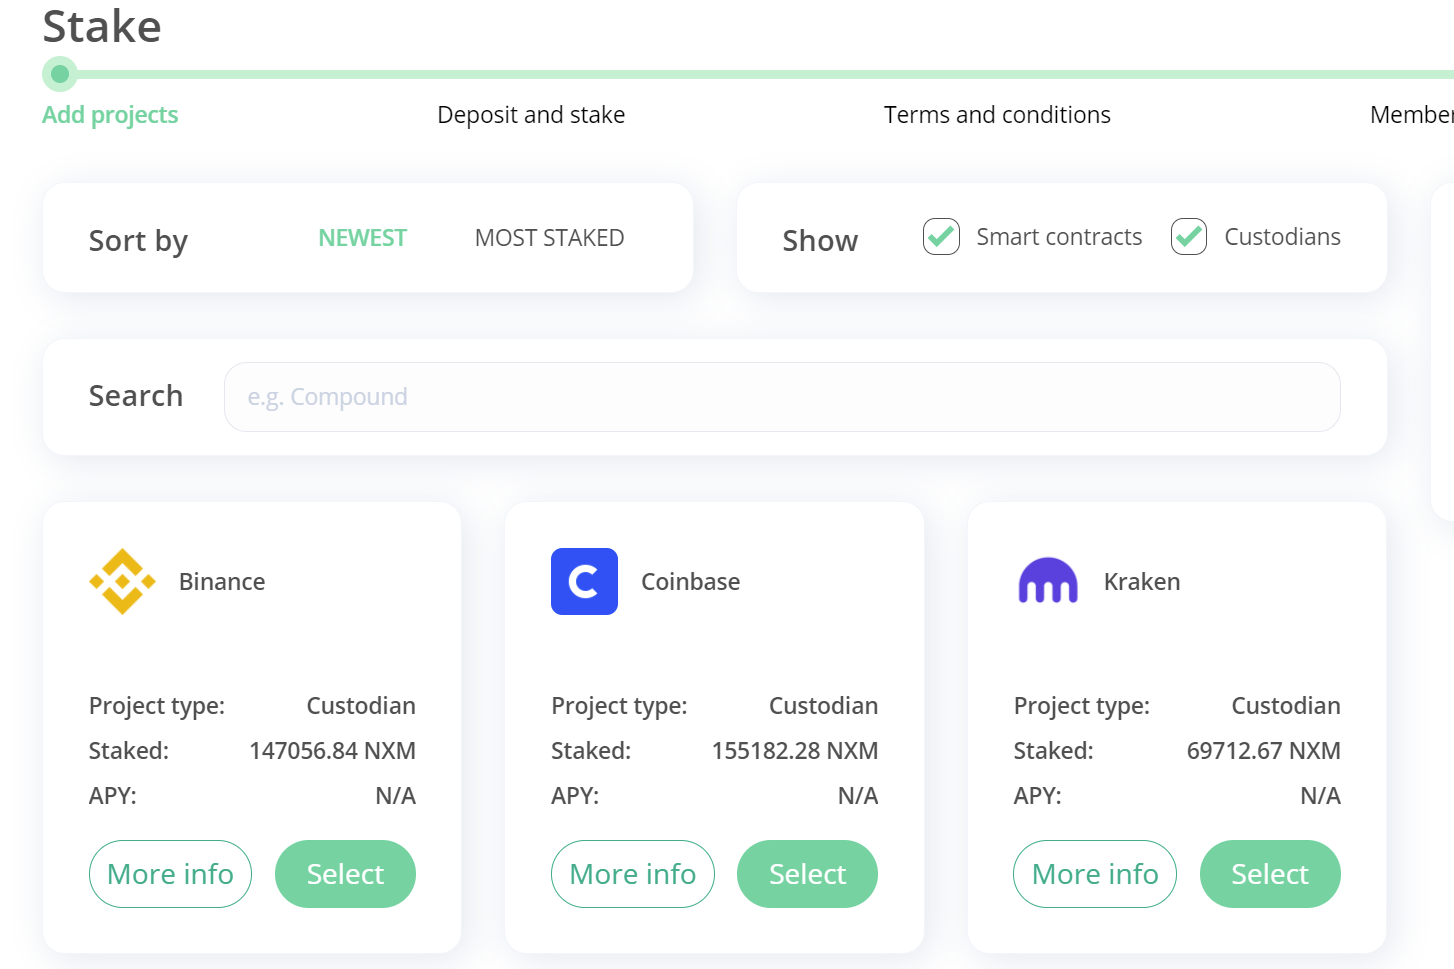 Stake
Add projects Deposit and stake Terms and conditions Member
Sort by NEWEST MOST STAKED Show Smart contracts Custodians
Search e.g. Compound
Binance Coinbase Kraken
Project type: Custodian Project type: Custodian Project type: Custodian
Staked: 147056.84 NXM Staked: 155182.28 NXM Staked: 69712.67 NXM
APY: N/A APY: N/A APY: N/A
More info Select More info Select More info Select